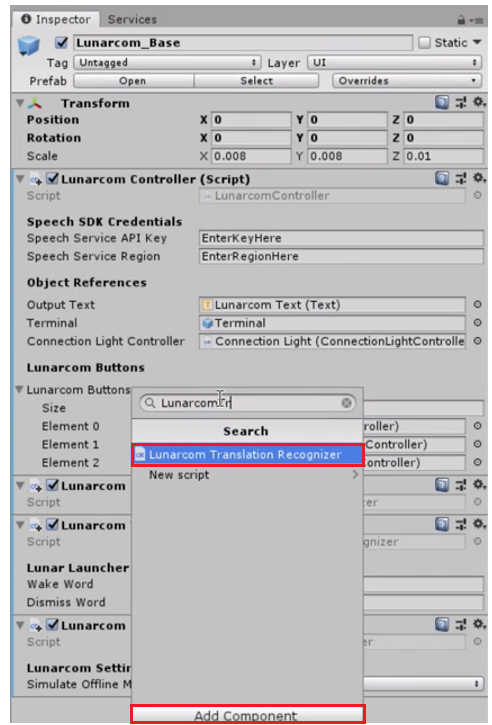 Inspector Services
Lunarcom_Base Static
Tag Untagged Layer UI
Prefab Open Select Overrides
Transform
Position X 0 Y 0 Z 0
Rotation X 0 Y 0 Z 0
Scale X 0.008 Y 0.008 Z 0.01
Lunarcom Controller (Script)
Script LunarcomController
Speech SDK Credentials
Speech Service API Key EnterKeyHere
Speech Service Region EnterRegionHere
Object References
Output Text Lunarcom Text (Text)
Terminal Terminal
Connection Light Controller Connection Light (ConnectionLightControlle
Lunarcom Buttons
Lunarcom Buttons
Size
Element 0 roller)
Element 1 Controller)
Element 2 ontroller)
Lunarcom
Script zer
Lunarcom
Script gnizer
Lunar Launcher
Wake Word
Dismiss Word
Lunarcom
Script er
Lunarcom Settin
Simulate Offline M
Search
Lunarcom Translation Recognizer
New script
Add Component